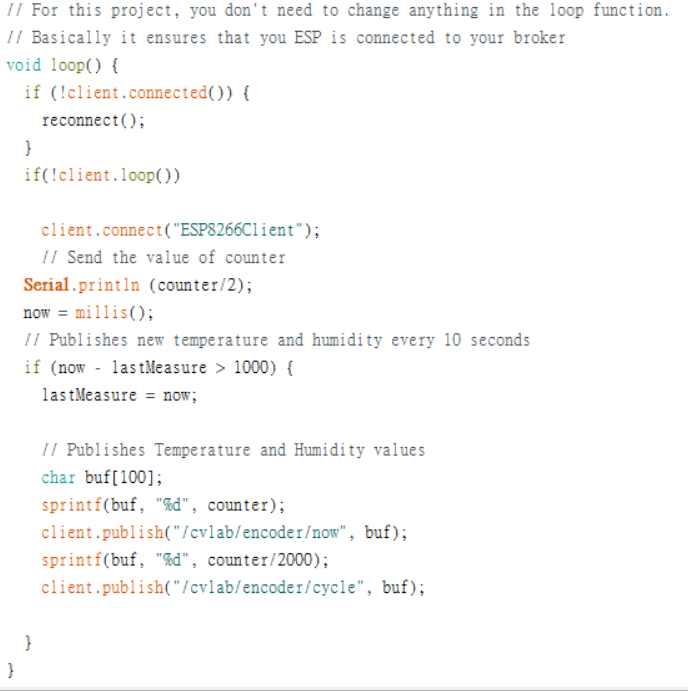 // For this project, you don't need to change anything in the loop function.
// Basically it ensures that you ESP is connected to your broker
void loop() {
  if (!client.connected()) {
    reconnect();
  }
  if(!client.loop())

    client.connect("ESP8266Client");
    // Send the value of counter
  Serial.println (counter/2);
  now = millis();
  // Publishes new temperature and humidity every 10 seconds
  if (now - lastMeasure > 1000) {
    lastMeasure = now;

    // Publishes Temperature and Humidity values
    char buf[100];
    sprintf(buf, "%d", counter);
    client.publish("/cvlab/encoder/now", buf);
    sprintf(buf, "%d", counter/2000);
    client.publish("/cvlab/encoder/cycle", buf);

  }
}